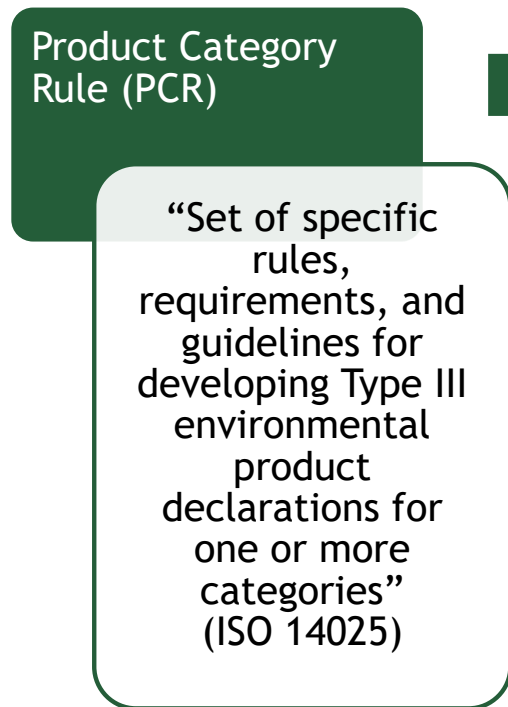 Product Category
Rule (PCR)
“Set of specific
rules,
requirements, and
guidelines for
developing Type III
environmental
product
declarations for
one or more
categories”
(ISO 14025)